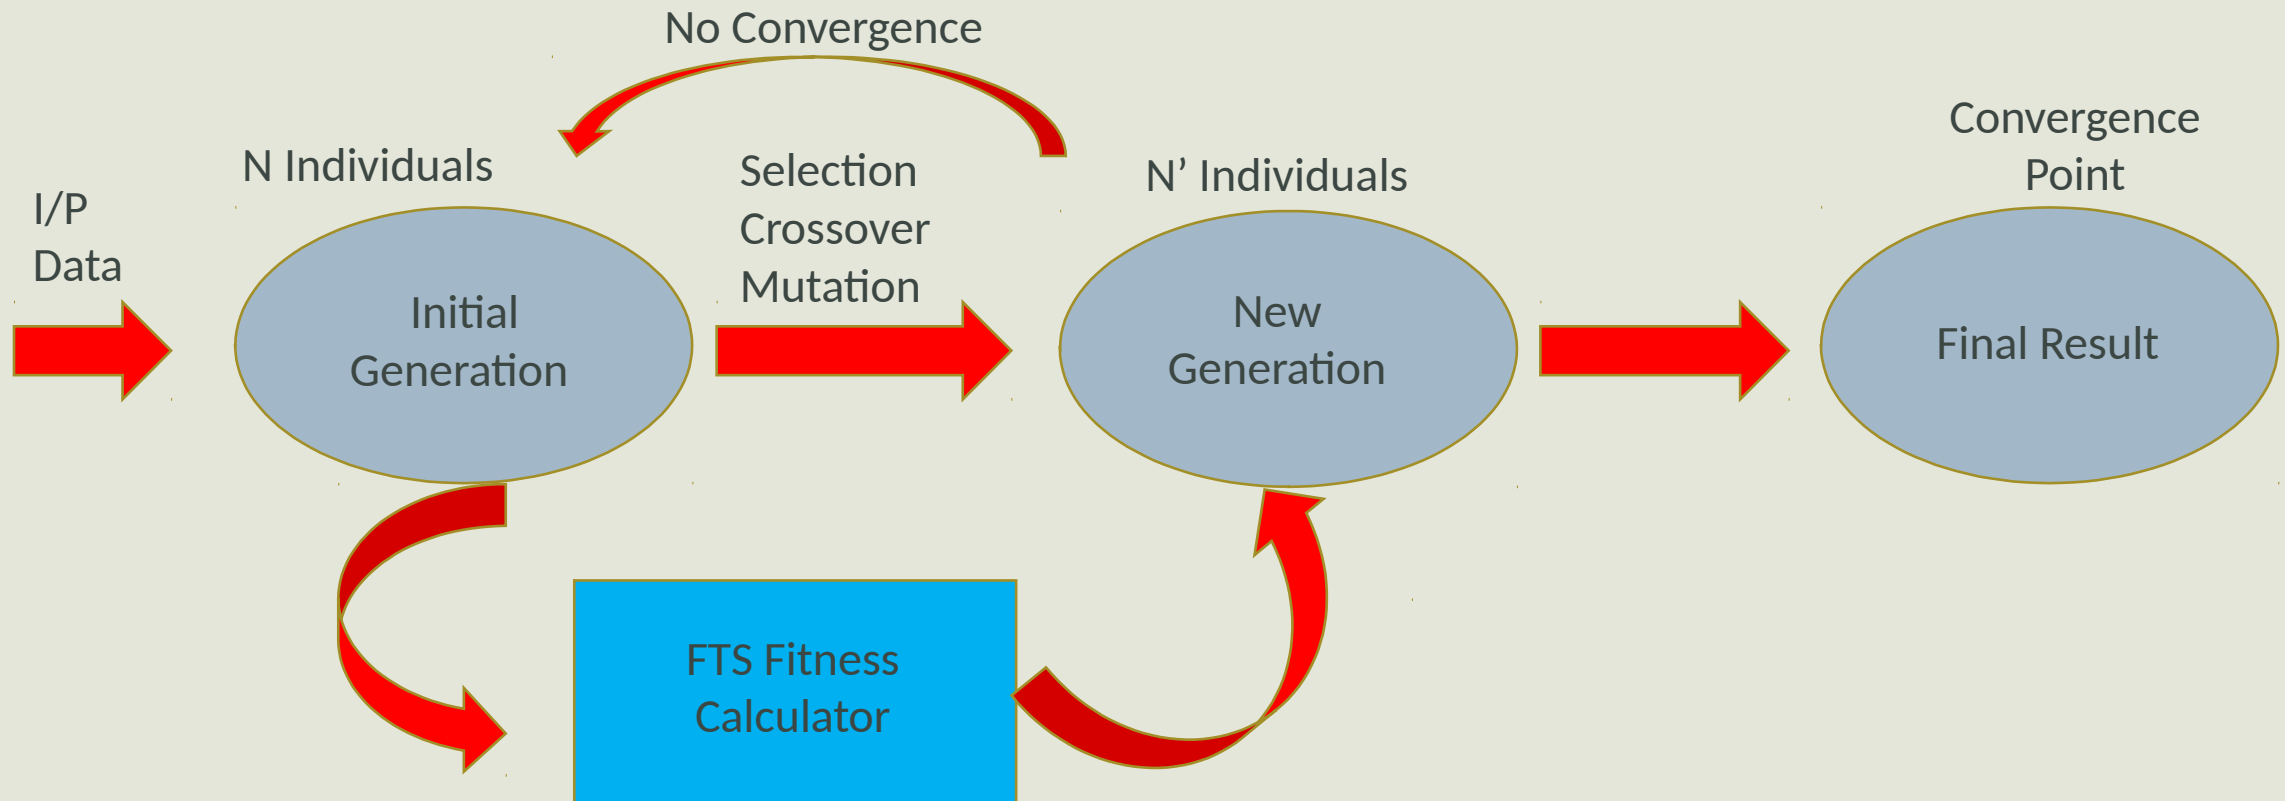 No Convergence
I/P
Data
N Individuals
Initial
Generation
Selection
Crossover
Mutation
N’ Individuals
New
Generation
Convergence
Point
Final Result
FTS Fitness
Calculator